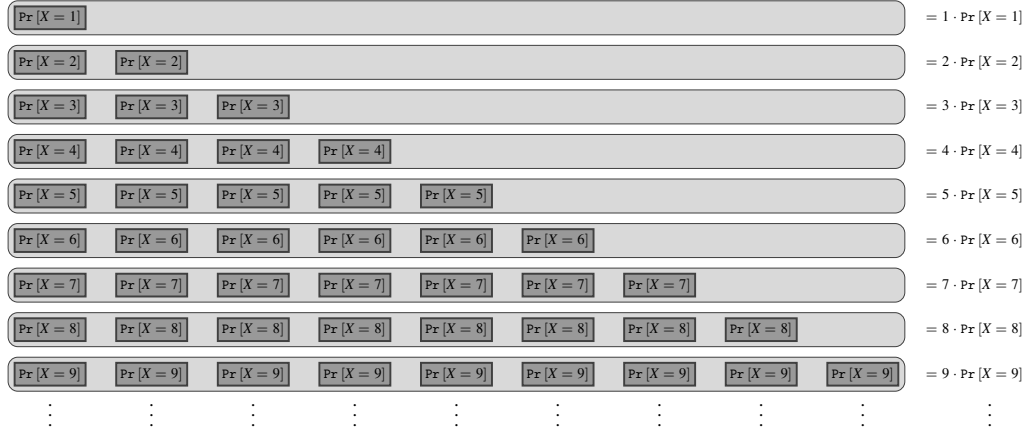 Pr [X = 1] = 1 · Pr [X = 1]
Pr [X = 2] Pr [X = 2] = 2 · Pr [X = 2]
Pr [X = 3] Pr [X = 3] Pr [X = 3] = 3 · Pr [X = 3]
Pr [X = 4] Pr [X = 4] Pr [X = 4] Pr [X = 4] = 4 · Pr [X = 4]
Pr [X = 5] Pr [X = 5] Pr [X = 5] Pr [X = 5] Pr [X = 5] = 5 · Pr [X = 5]
Pr [X = 6] Pr [X = 6] Pr [X = 6] Pr [X = 6] Pr [X = 6] Pr [X = 6] = 6 · Pr [X = 6]
Pr [X = 7] Pr [X = 7] Pr [X = 7] Pr [X = 7] Pr [X = 7] Pr [X = 7] Pr [X = 7] = 7 · Pr [X = 7]
Pr [X = 8] Pr [X = 8] Pr [X = 8] Pr [X = 8] Pr [X = 8] Pr [X = 8] Pr [X = 8] Pr [X = 8] = 8 · Pr [X = 8]
Pr [X = 9] Pr [X = 9] Pr [X = 9] Pr [X = 9] Pr [X = 9] Pr [X = 9] Pr [X = 9] Pr [X = 9] Pr [X = 9] = 9 · Pr [X = 9]
⋮ ⋮ ⋮ ⋮ ⋮ ⋮ ⋮ ⋮ ⋮ ⋮